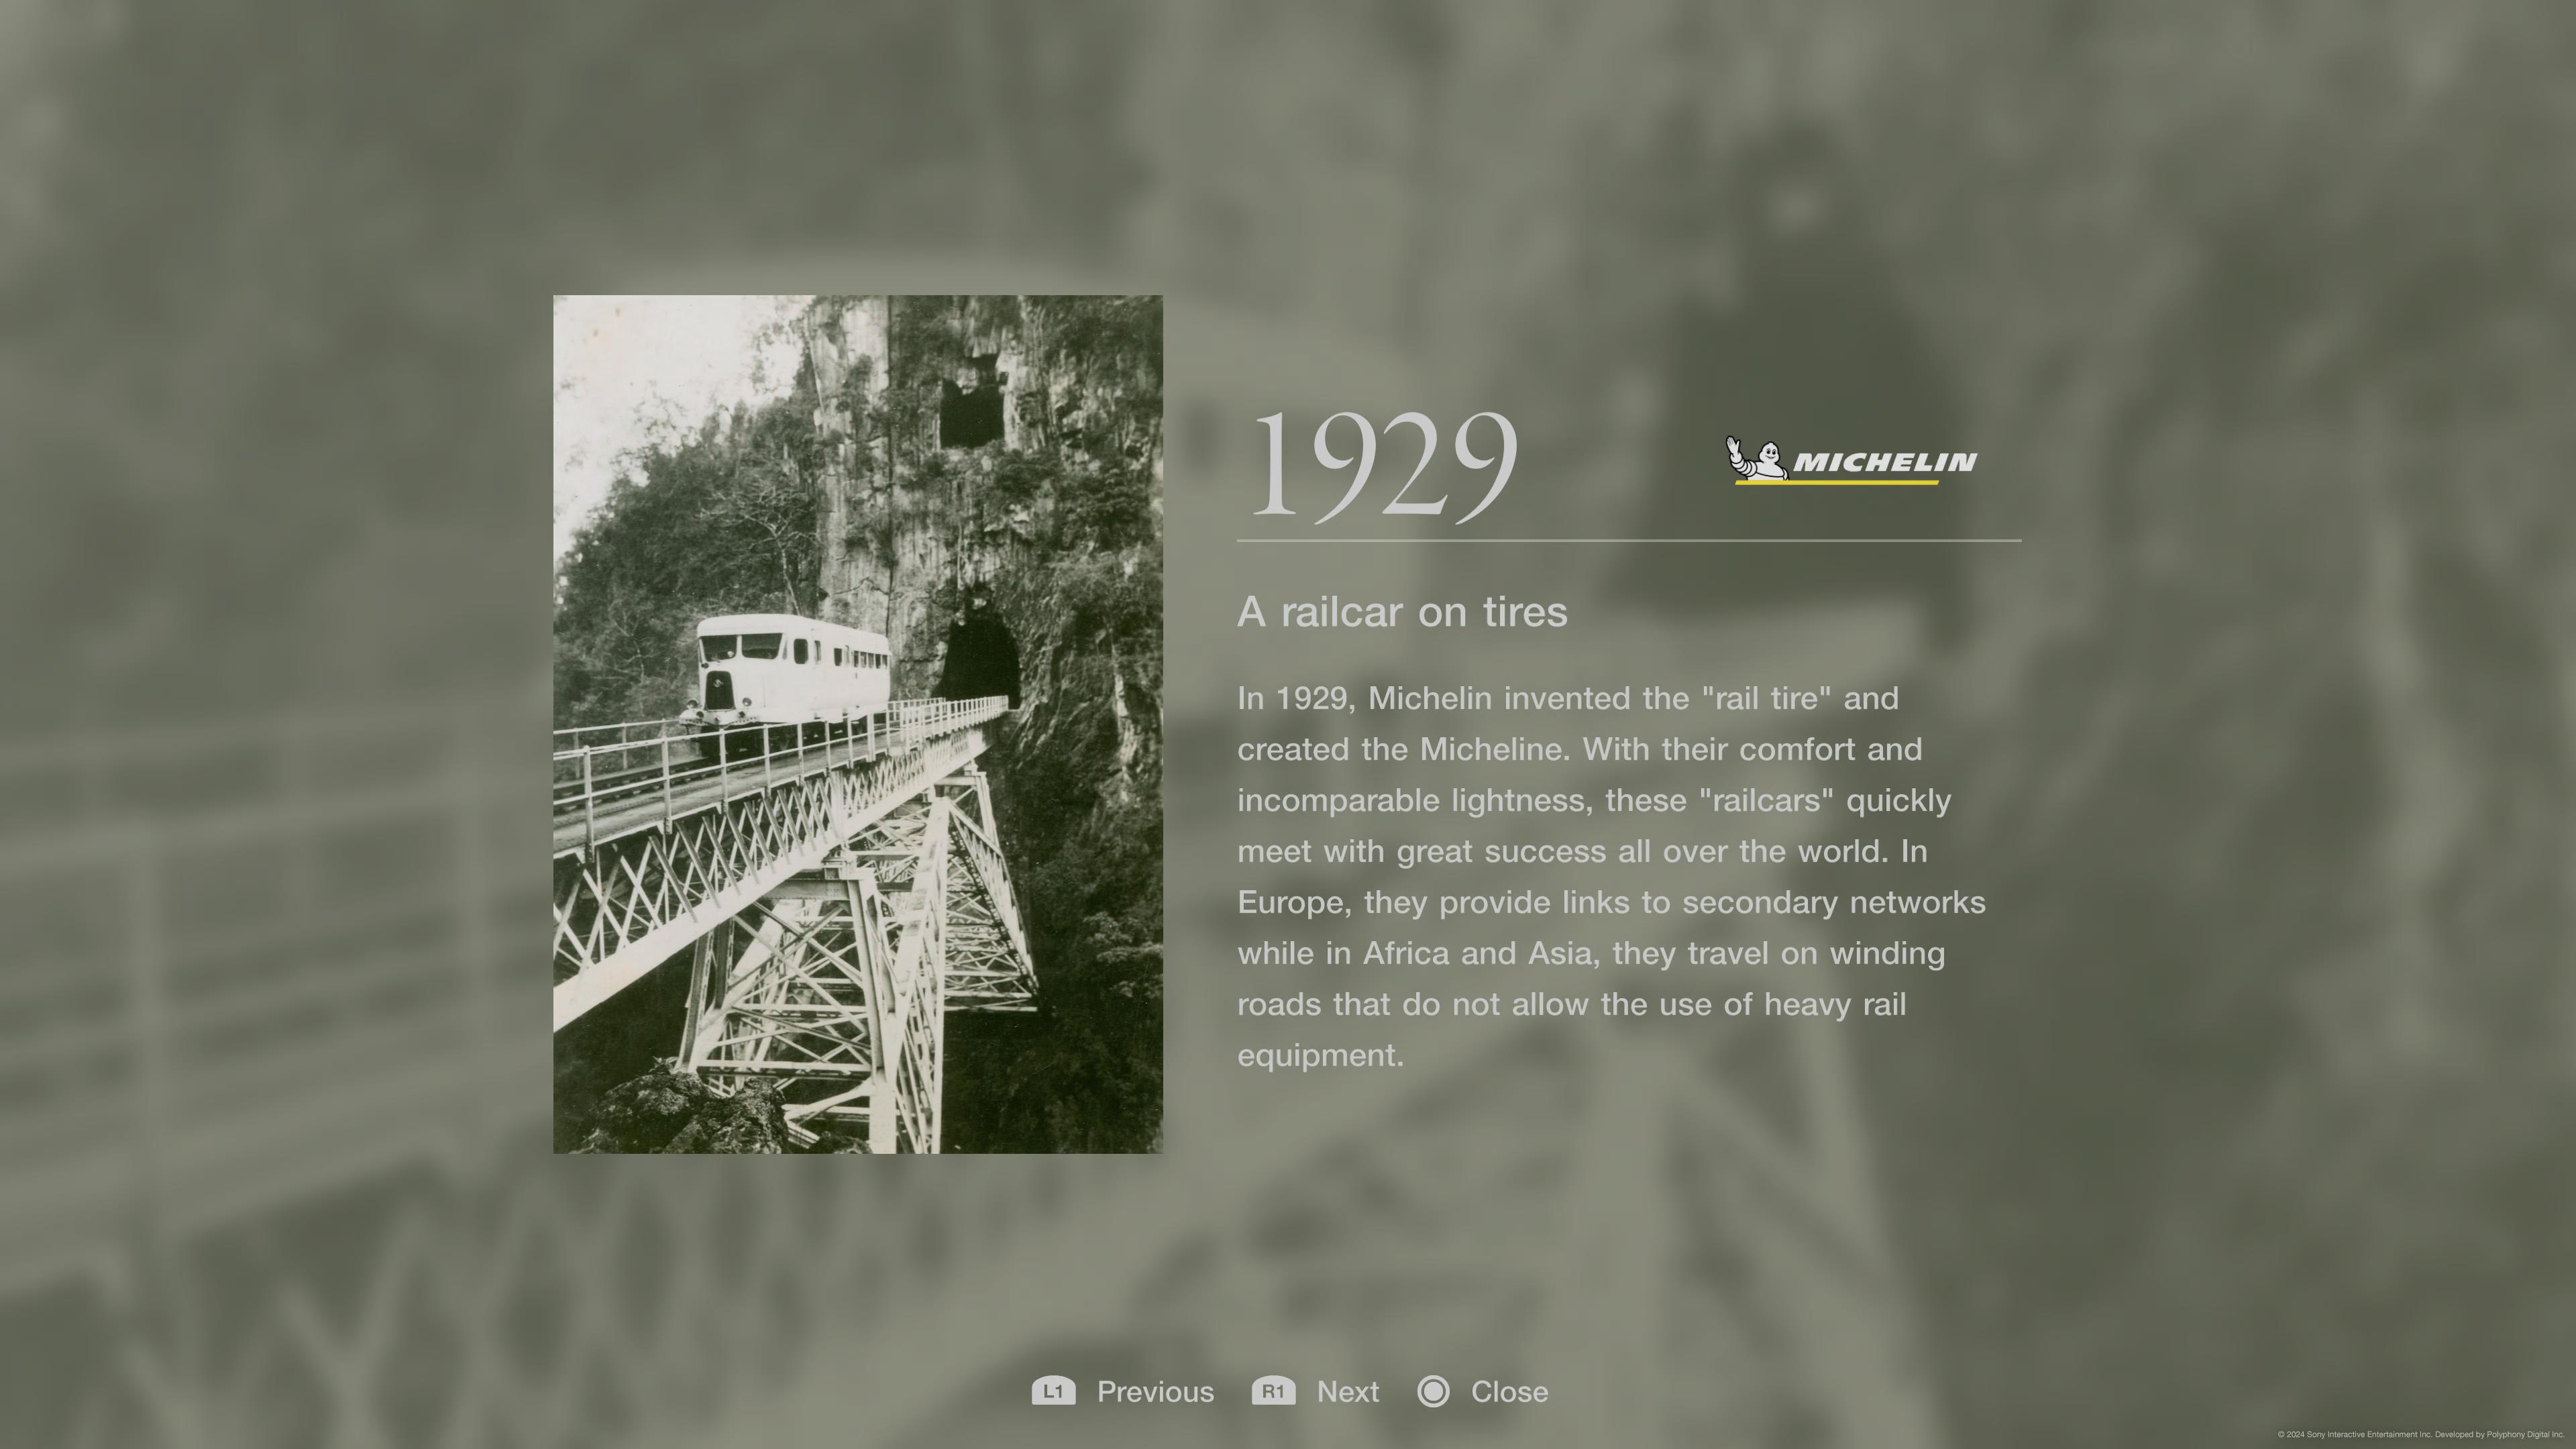 1929
MICHELIN
A railcar on tires
In 1929, Michelin invented the "rail tire" and
created the Micheline. With their comfort and
incomparable lightness, these "railcars" quickly
meet with great success all over the world. In
Europe, they provide links to secondary networks
while in Africa and Asia, they travel on winding
roads that do not allow the use of heavy rail
equipment.
L1 Previous R1 Next Close
© 2024 Sony Interactive Entertainment Inc. Developed by Polyphony Digital Inc.